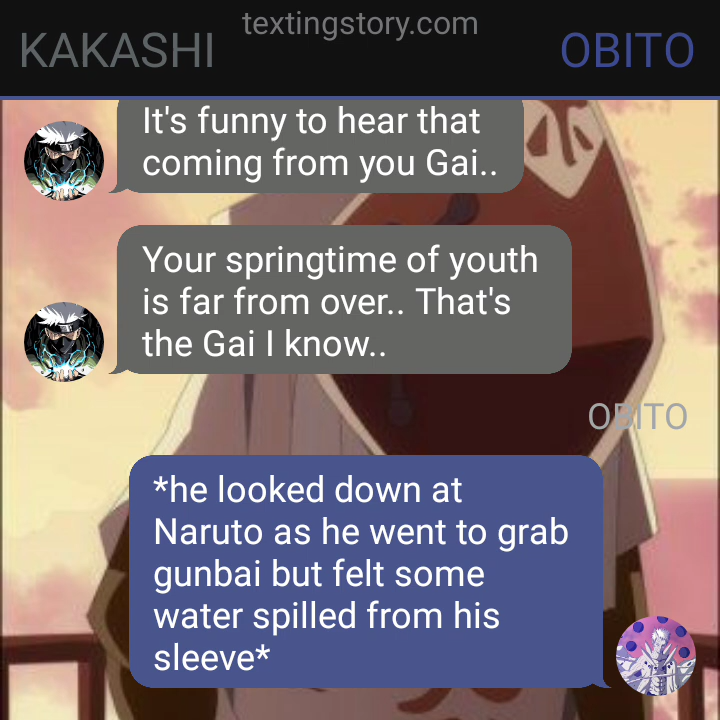 textingstory.com
KAKASHI
OBITO
It's funny to hear that
coming from you Gai..
Your springtime of youth
is far from over.. That's
the Gai I know..
OBITO
*he looked down at
Naruto as he went to grab
gunbai but felt some
water spilled from his
sleeve*